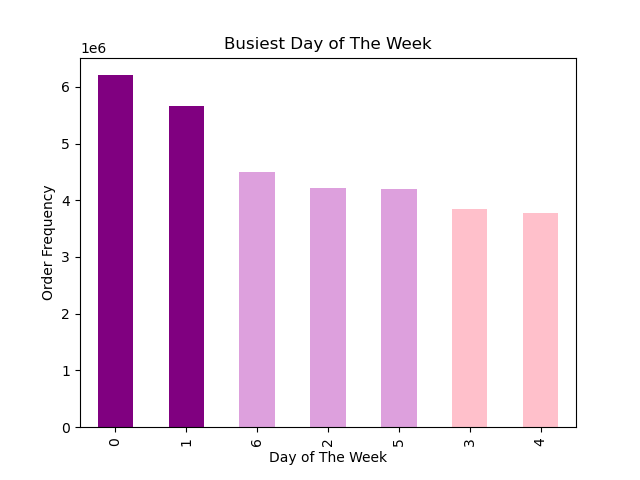 Busiest Day of The Week
1e6
6
5
4
3
2
1
0
Order Frequency
0 1 6 2 5 3 4
Day of The Week